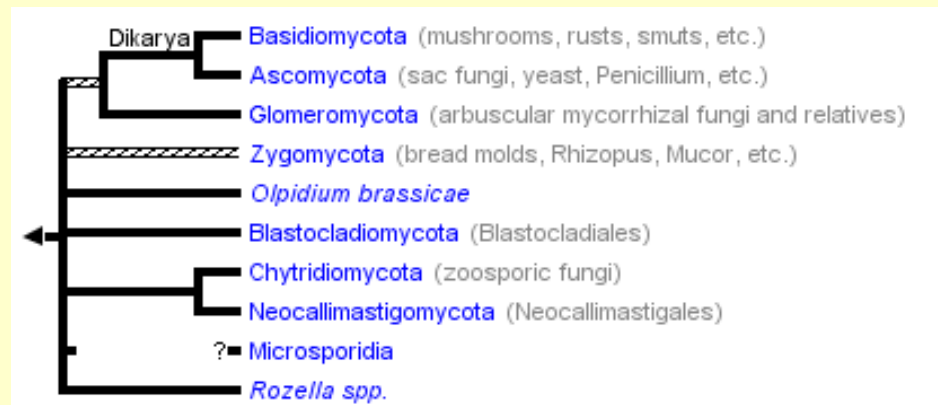 Dikarya
Basidiomycota (mushrooms, rusts, smuts, etc.)
Ascomycota (sac fungi, yeast, Penicillium, etc.)
Glomeromycota (arbuscular mycorrhizal fungi and relatives)
Zygomycota (bread molds, Rhizopus, Mucor, etc.)
Olpidium brassicae
Blastocladiomycota (Blastocladiales)
Chytridiomycota (zoosporic fungi)
Neocallimastigomycota (Neocallimastigales)
? Microsporidia
Rozella spp.